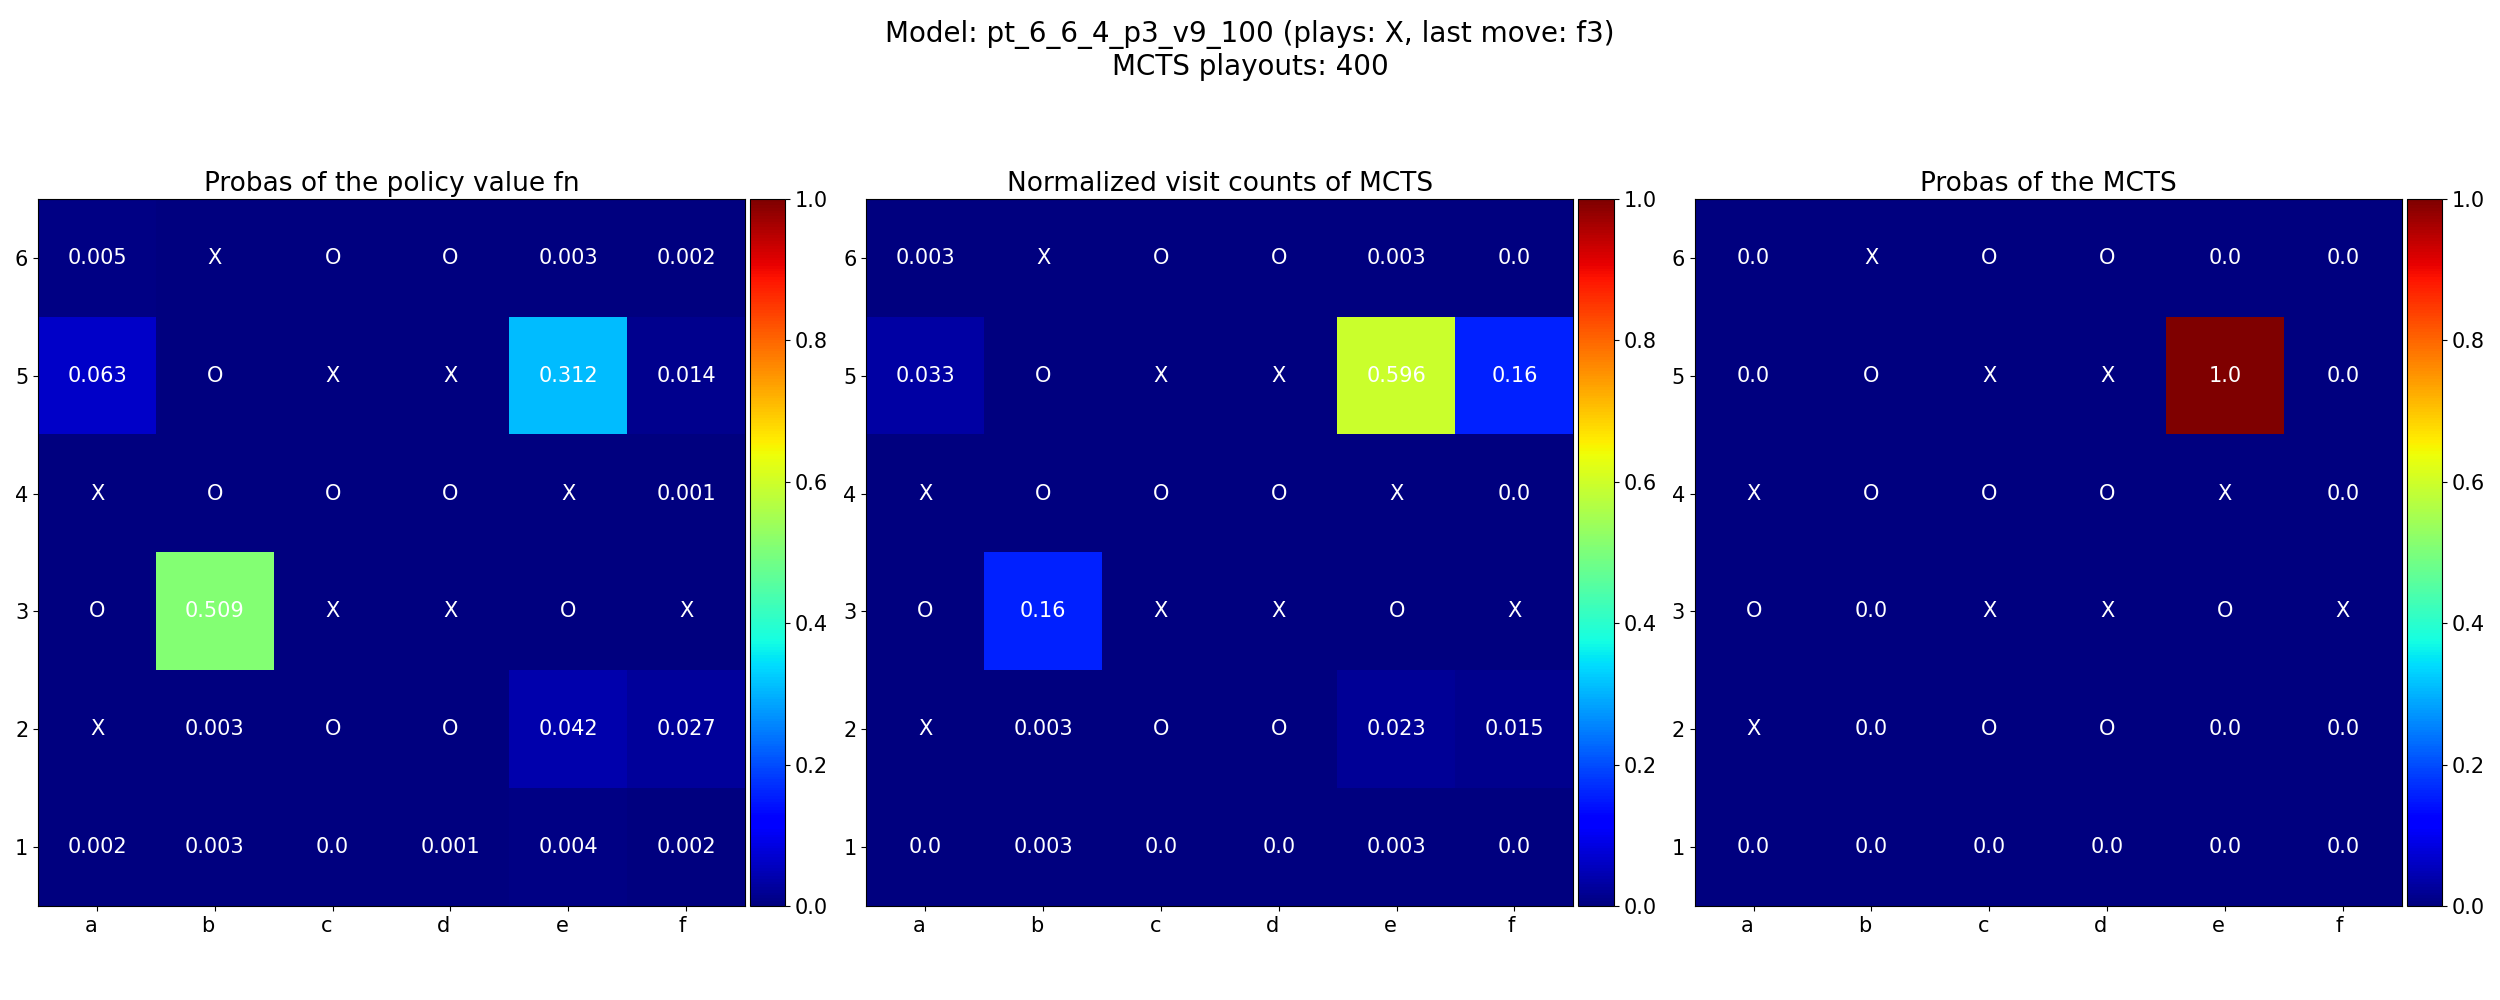 Model: pt_6_6_4_p3_v9_100 (plays: X, last move: f3)
MCTS playouts: 400
Probas of the policy value fn
6 0.005 X O O 0.003 0.002
5 0.063 O X X 0.312 0.014
4 X O O O X 0.001
3 O 0.509 X X O X
2 X 0.003 O O 0.042 0.027
1 0.002 0.003 0.0 0.001 0.004 0.002
a b c d e f
1.0
0.8
0.6
0.4
0.2
0.0
Normalized visit counts of MCTS
6 0.003 X O O 0.003 0.0
5 0.033 O X X 0.596 0.16
4 X O O O X 0.0
3 O 0.16 X X O X
2 X 0.003 O O 0.023 0.015
1 0.0 0.003 0.0 0.0 0.003 0.0
a b c d e f
1.0
0.8
0.6
0.4
0.2
0.0
Probas of the MCTS
6 0.0 X O O 0.0 0.0
5 0.0 O X X 1.0 0.0
4 X O O O X 0.0
3 O 0.0 X X O X
2 X 0.0 O O 0.0 0.0
1 0.0 0.0 0.0 0.0 0.0 0.0
a b c d e f
1.0
0.8
0.6
0.4
0.2
0.0